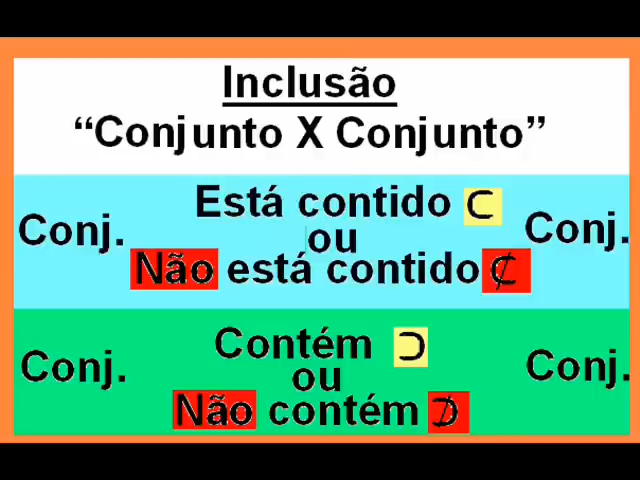 Inclusão
“Conjunto X Conjunto”
Está contido ⊂
Conj. ou Conj.
Não está contido ⊄
Contém ⊃
Conj. ou Conj.
Não contém ⊅